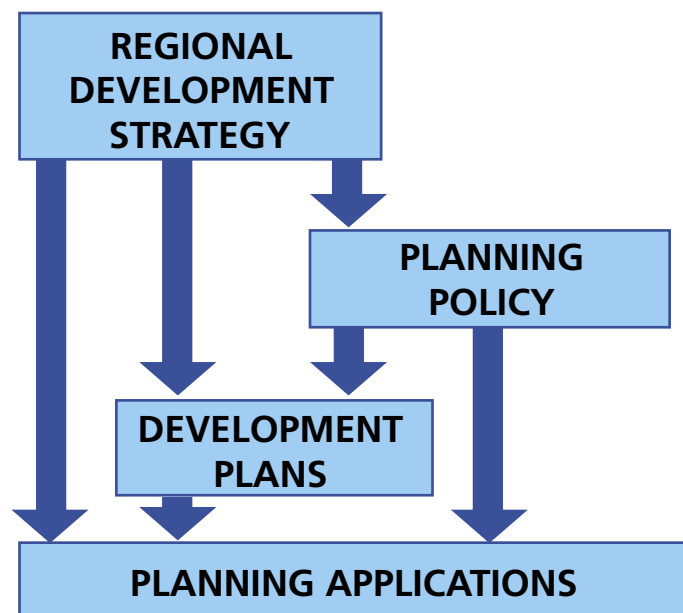 REGIONAL
DEVELOPMENT
STRATEGY
PLANNING
POLICY
DEVELOPMENT
PLANS
PLANNING APPLICATIONS